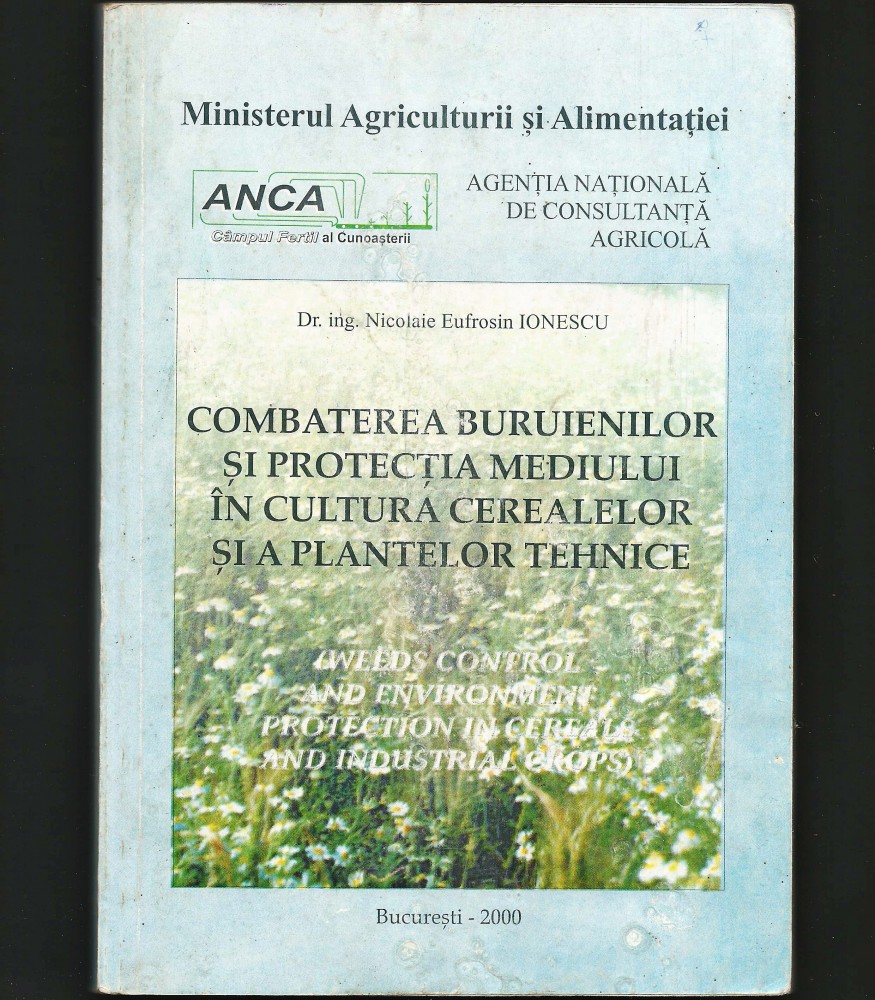 Ministerul Agriculturii și Alimentației
ANCA
Câmpul Fertil al Cunoașterii
AGENȚIA NAȚIONALĂ
DE CONSULTANȚĂ
AGRICOLĂ
Dr. ing. Nicolaie Eufrosin IONESCU
COMBATEREA BURUIENILOR
ȘI PROTECȚIA MEDIULUI
ÎN CULTURA CEREALELOR
ȘI A PLANTELOR TEHNICE
(WEEDS CONTROL
AND ENVIRONMENT
PROTECTION IN CEREALS
AND INDUSTRIAL CROPS)
București - 2000